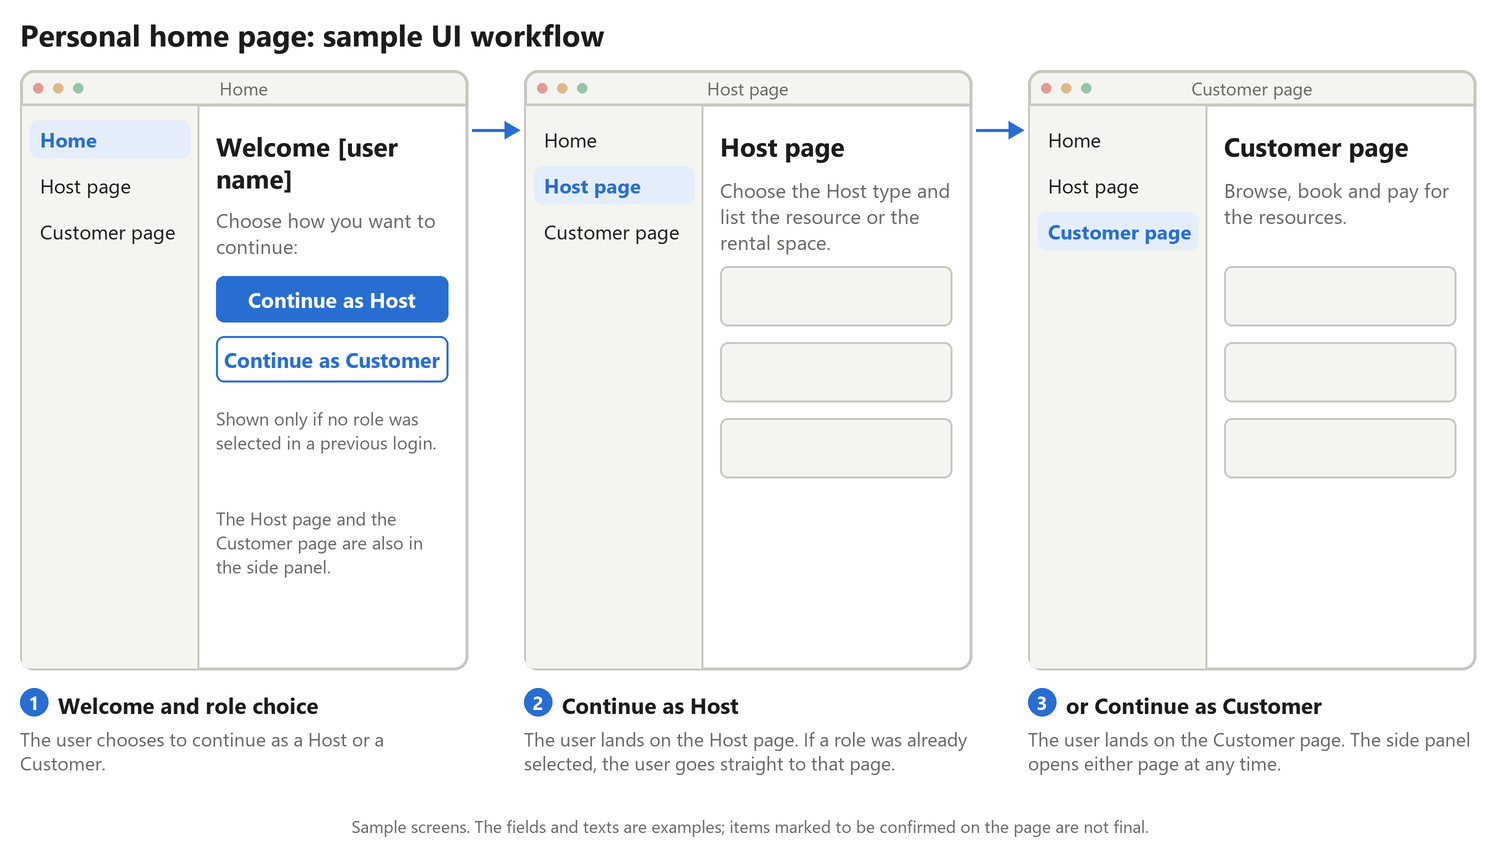 Personal home page: sample UI workflow
Home
Home
Host page
Customer page
Welcome [user
name]
Choose how you want to
continue:
Continue as Host
Continue as Customer
Shown only if no role was
selected in a previous login.
The Host page and the
Customer page are also in
the side panel.
Host page
Home
Host page
Customer page
Host page
Choose the Host type and
list the resource or the
rental space.
Customer page
Home
Host page
Customer page
Customer page
Browse, book and pay for
the resources.
1 Welcome and role choice
The user chooses to continue as a Host or a
Customer.
2 Continue as Host
The user lands on the Host page. If a role was already
selected, the user goes straight to that page.
3 or Continue as Customer
The user lands on the Customer page. The side panel
opens either page at any time.
Sample screens. The fields and texts are examples; items marked to be confirmed on the page are not final.